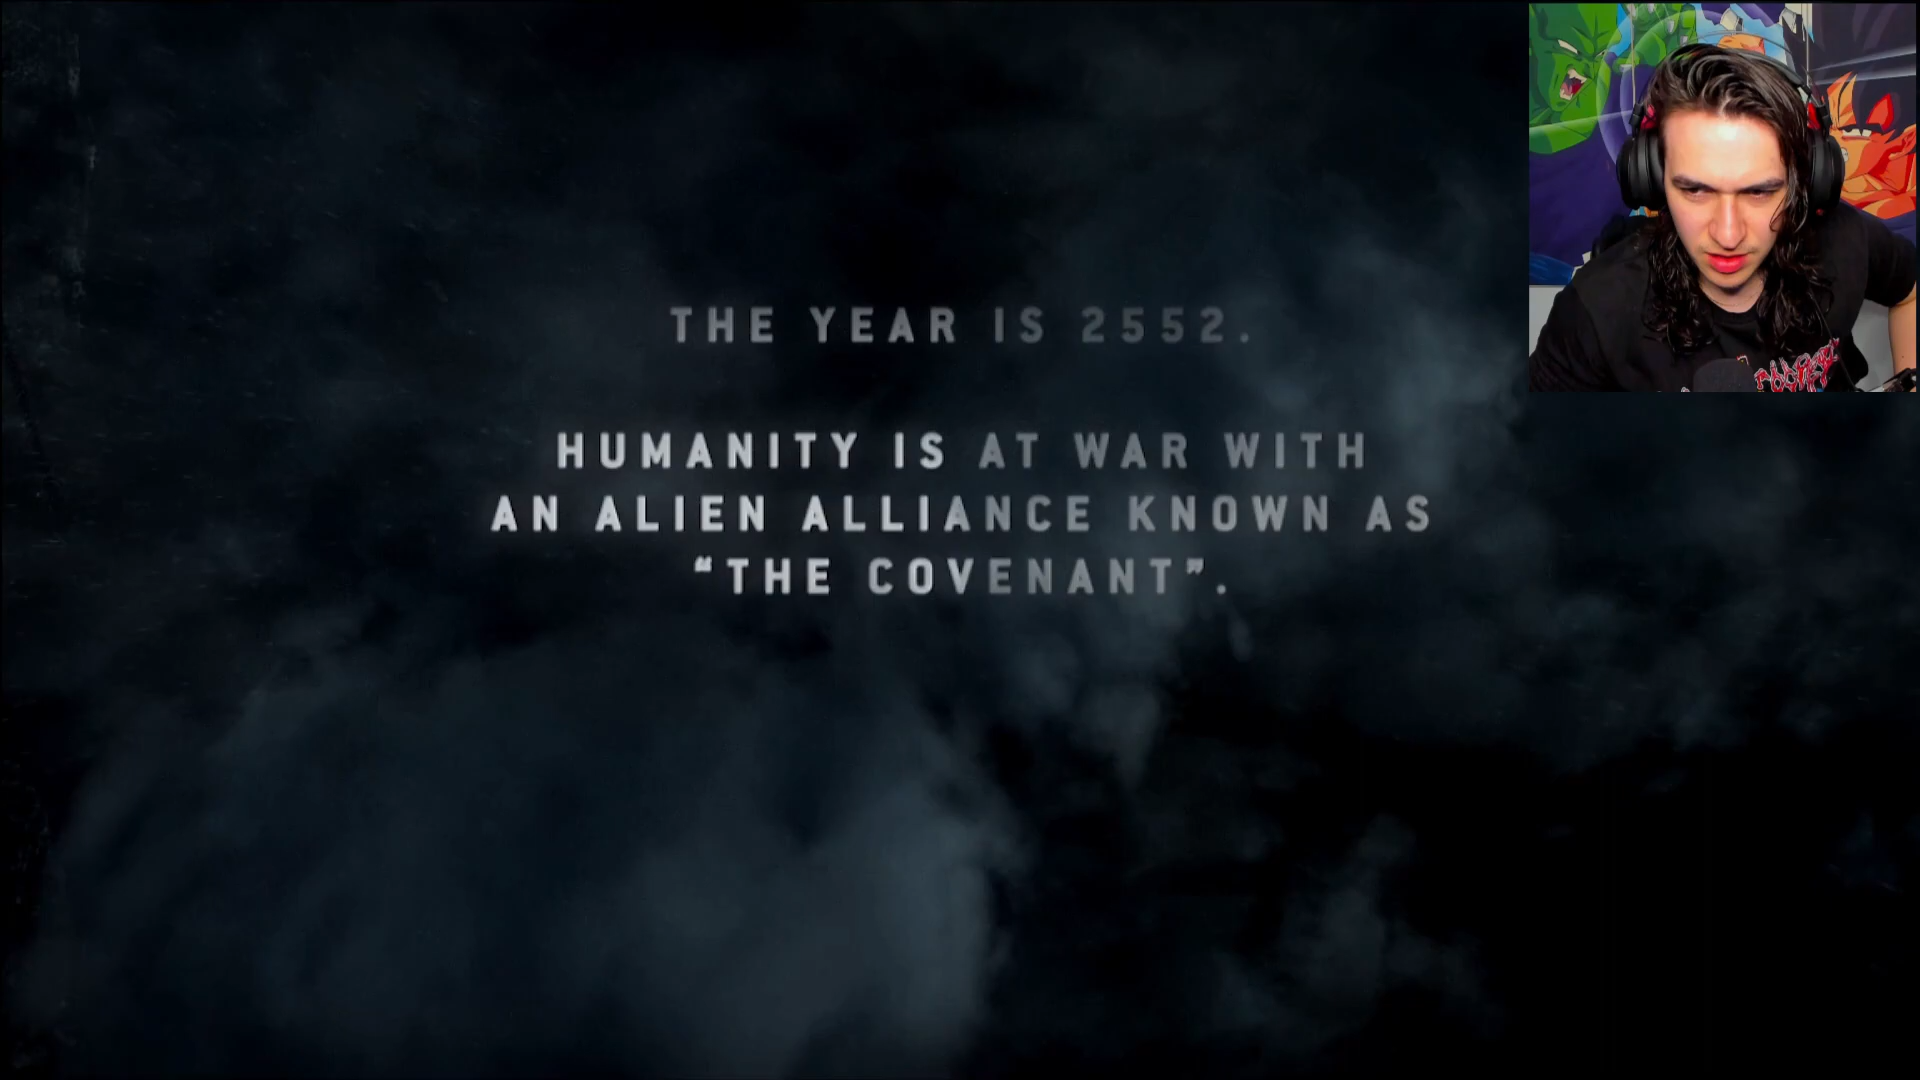 THE YEAR IS 2552.
HUMANITY IS AT WAR WITH
AN ALIEN ALLIANCE KNOWN AS
“THE COVENANT”.